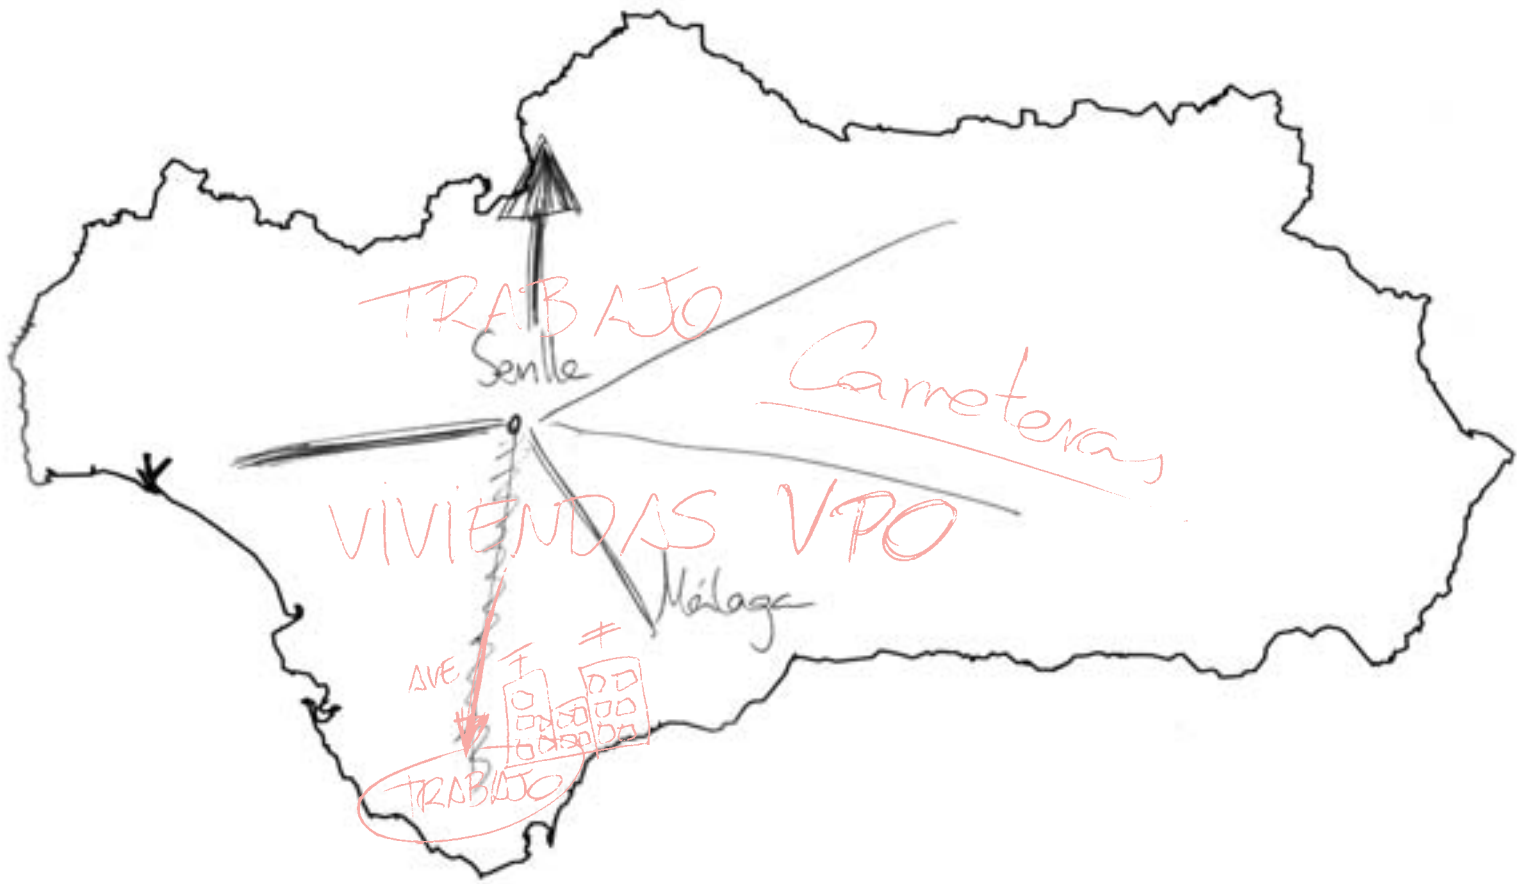 TRABAJO
Sevilla
Carreteras
VIVIENDAS VPO
Málaga
AVE
TRABAJO